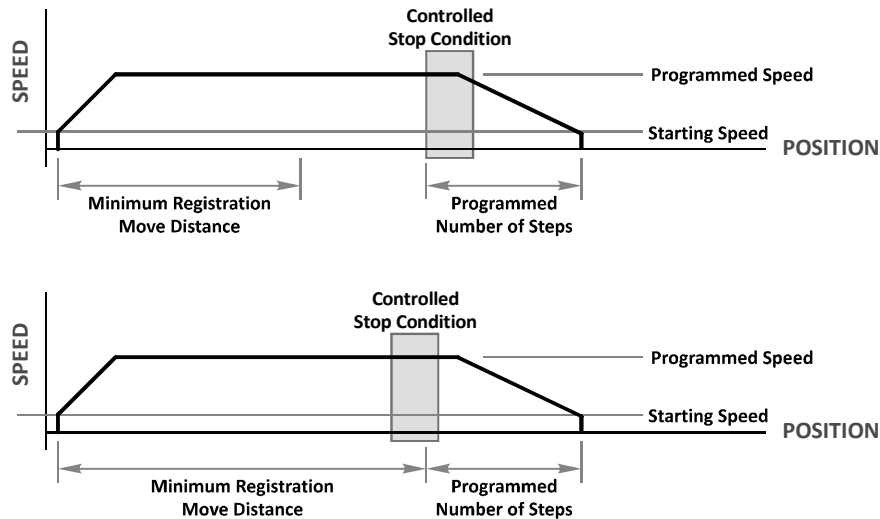 Controlled
Stop Condition
SPEED
Programmed Speed
Starting Speed
POSITION
Minimum Registration
Move Distance
Programmed
Number of Steps
Controlled
Stop Condition
SPEED
Programmed Speed
Starting Speed
POSITION
Minimum Registration
Move Distance
Programmed
Number of Steps